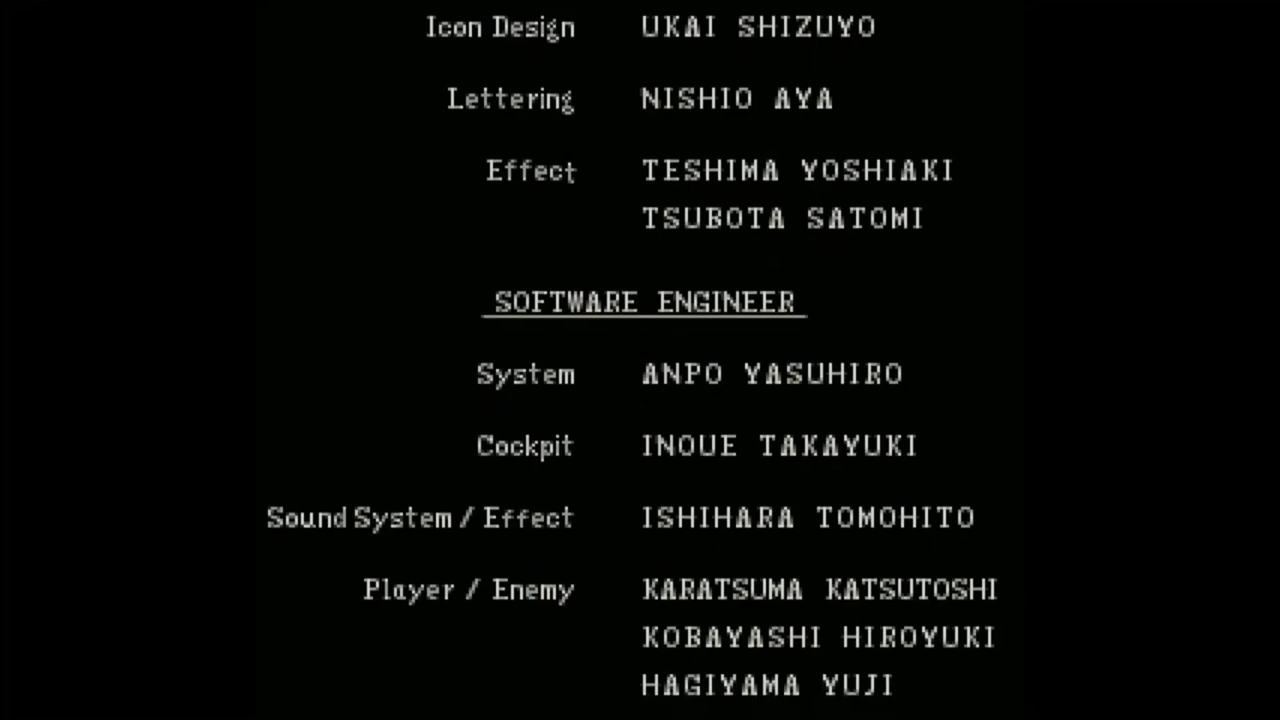 Icon Design UKAI SHIZUYO
Lettering NISHIO AYA
Effect TESHIMA YOSHIAKI
TSUBOTA SATOMI
SOFTWARE ENGINEER
System ANPO YASUHIRO
Cockpit INOUE TAKAYUKI
Sound System / Effect ISHIHARA TOMOHITO
Player / Enemy KARATSUMA KATSUTOSHI
KOBAYASHI HIROYUKI
HAGIYAMA YUJI